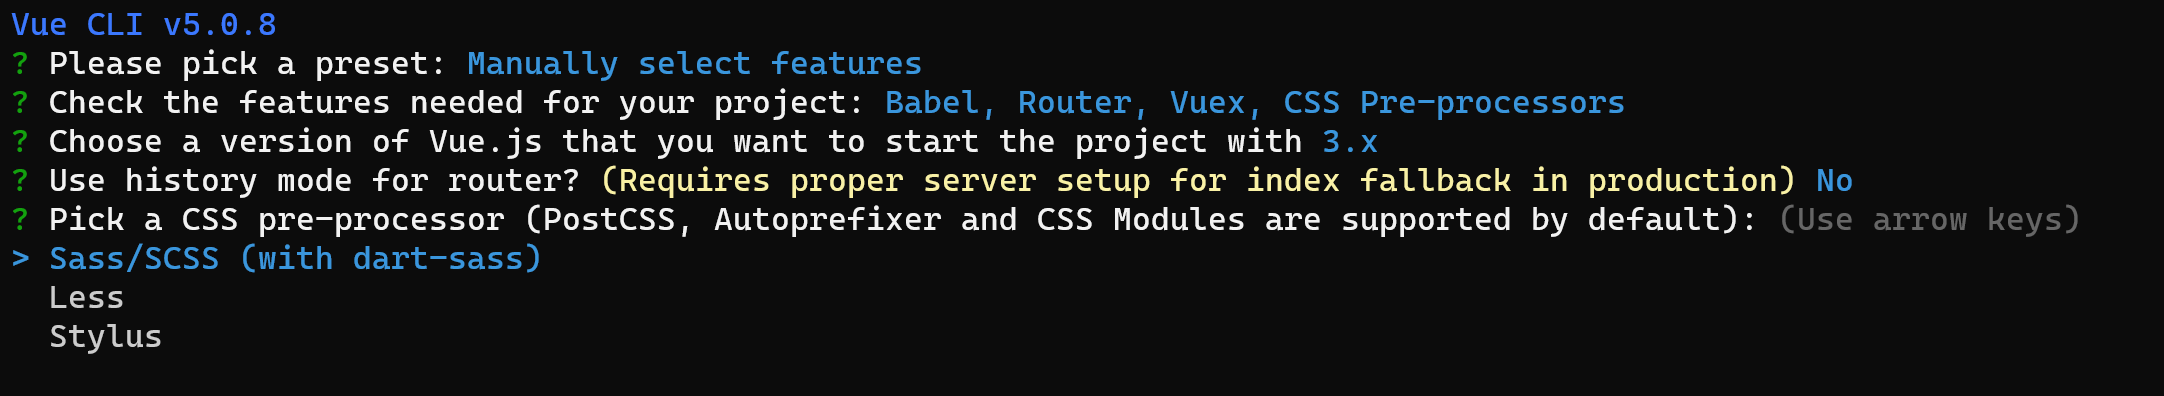 Vue CLI v5.0.8
? Please pick a preset: Manually select features
? Check the features needed for your project: Babel, Router, Vuex, CSS Pre-processors
? Choose a version of Vue.js that you want to start the project with 3.x
? Use history mode for router? (Requires proper server setup for index fallback in production) No
? Pick a CSS pre-processor (PostCSS, Autoprefixer and CSS Modules are supported by default): (Use arrow keys)
> Sass/SCSS (with dart-sass)
  Less
  Stylus